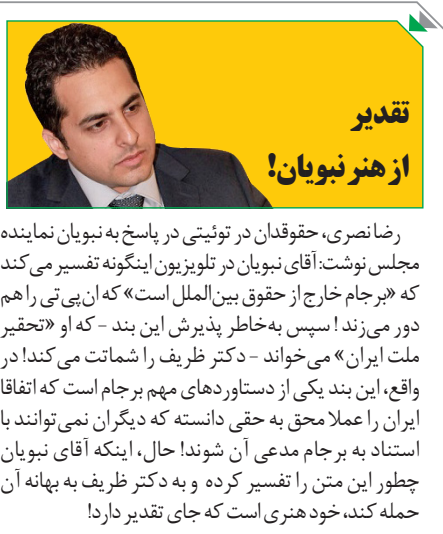 تقدیر
از هنر نبویان!
رضا نصری، حقوقدان در توئیتی در پاسخ به نبویان نماینده
مجلس نوشت: آقای نبویان در تلویزیون اینگونه تفسیر می‌کند
که «برجام خارج از حقوق بین‌الملل است» که ان‌پی‌تی را هم
دور می‌زند! سپس به‌خاطر پذیرش این بند - که او «تحقیر
ملت ایران» می‌خواند - دکتر ظریف را شماتت می‌کند! در
واقع، این بند یکی از دستاوردهای مهم برجام است که اتفاقا
ایران را عملا محق به حقی دانسته که دیگران نمی‌توانند با
استناد به برجام مدعی آن شوند! حال، اینکه آقای نبویان
چطور این متن را تفسیر کرده و به دکتر ظریف به بهانه آن
حمله کند، خود هنری است که جای تقدیر دارد!